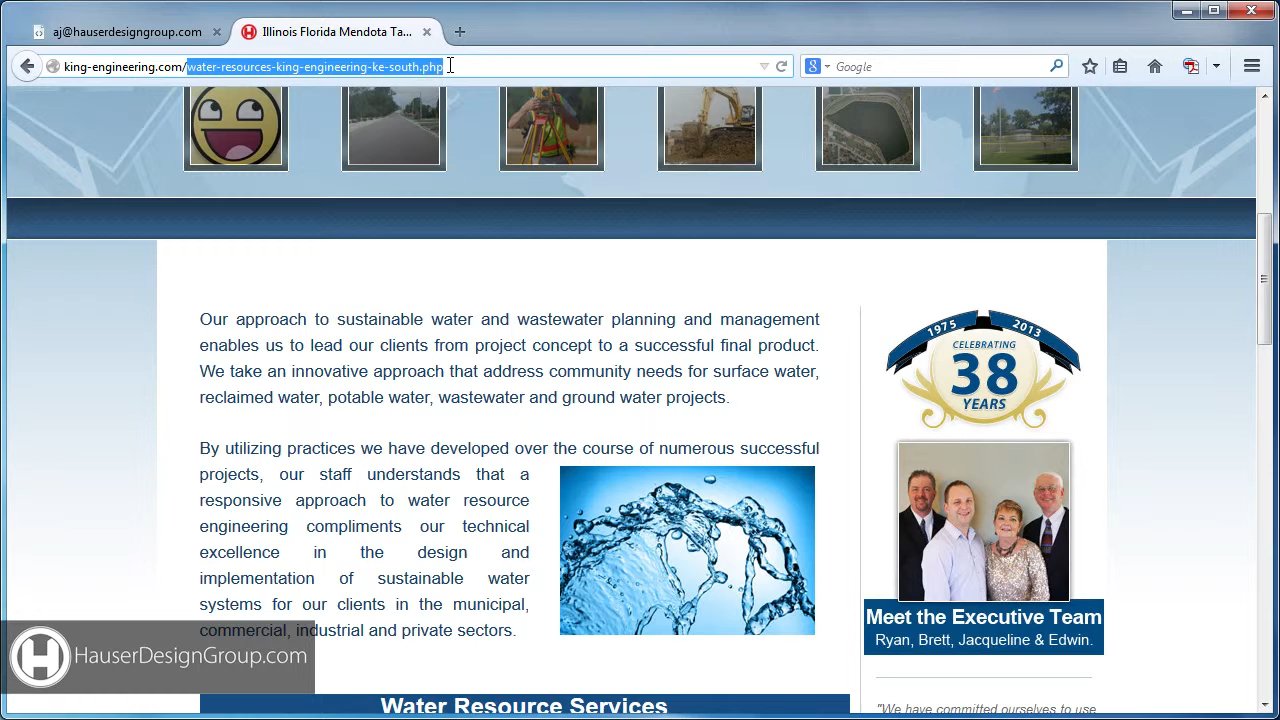 aj@hauserdesigngroup.com
Illinois Florida Mendota Ta...
king-engineering.com/water-resources-king-engineering-ke-south.php
Google
Our approach to sustainable water and wastewater planning and management
enables us to lead our clients from project concept to a successful final product.
We take an innovative approach that address community needs for surface water,
reclaimed water, potable water, wastewater and ground water projects.
By utilizing practices we have developed over the course of numerous successful
projects, our staff understands that a
responsive approach to water resource
engineering compliments our technical
excellence in the design and
implementation of sustainable water
systems for our clients in the municipal,
commercial, industrial and private sectors.
Water Resource Services
1975 2013
CELEBRATING
38
YEARS
Meet the Executive Team
Ryan, Brett, Jacqueline & Edwin.
"We have committed ourselves to use
HauserDesignGroup.com